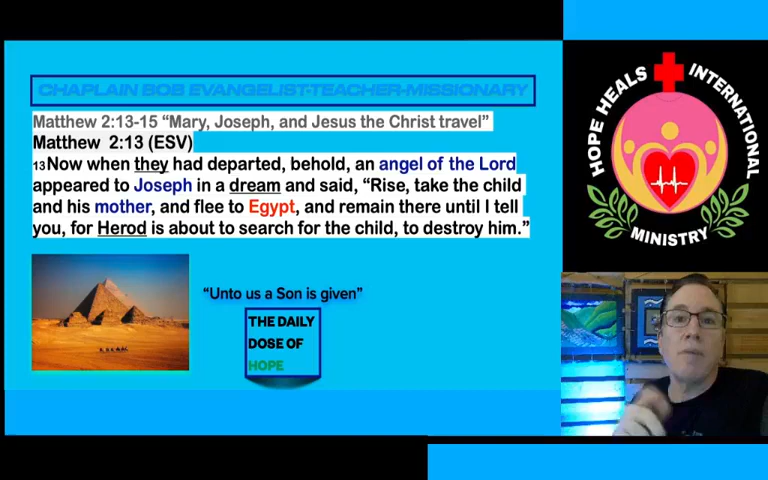 CHAPLAIN BOB EVANGELIST-TEACHER-MISSIONARY
Matthew 2:13-15 “Mary, Joseph, and Jesus the Christ travel”
Matthew 2:13 (ESV)
13Now when they had departed, behold, an angel of the Lord
appeared to Joseph in a dream and said, “Rise, take the child
and his mother, and flee to Egypt, and remain there until I tell
you, for Herod is about to search for the child, to destroy him.”
“Unto us a Son is given”
THE DAILY
DOSE OF
HOPE
HOPE HEALS INTERNATIONAL
MINISTRY